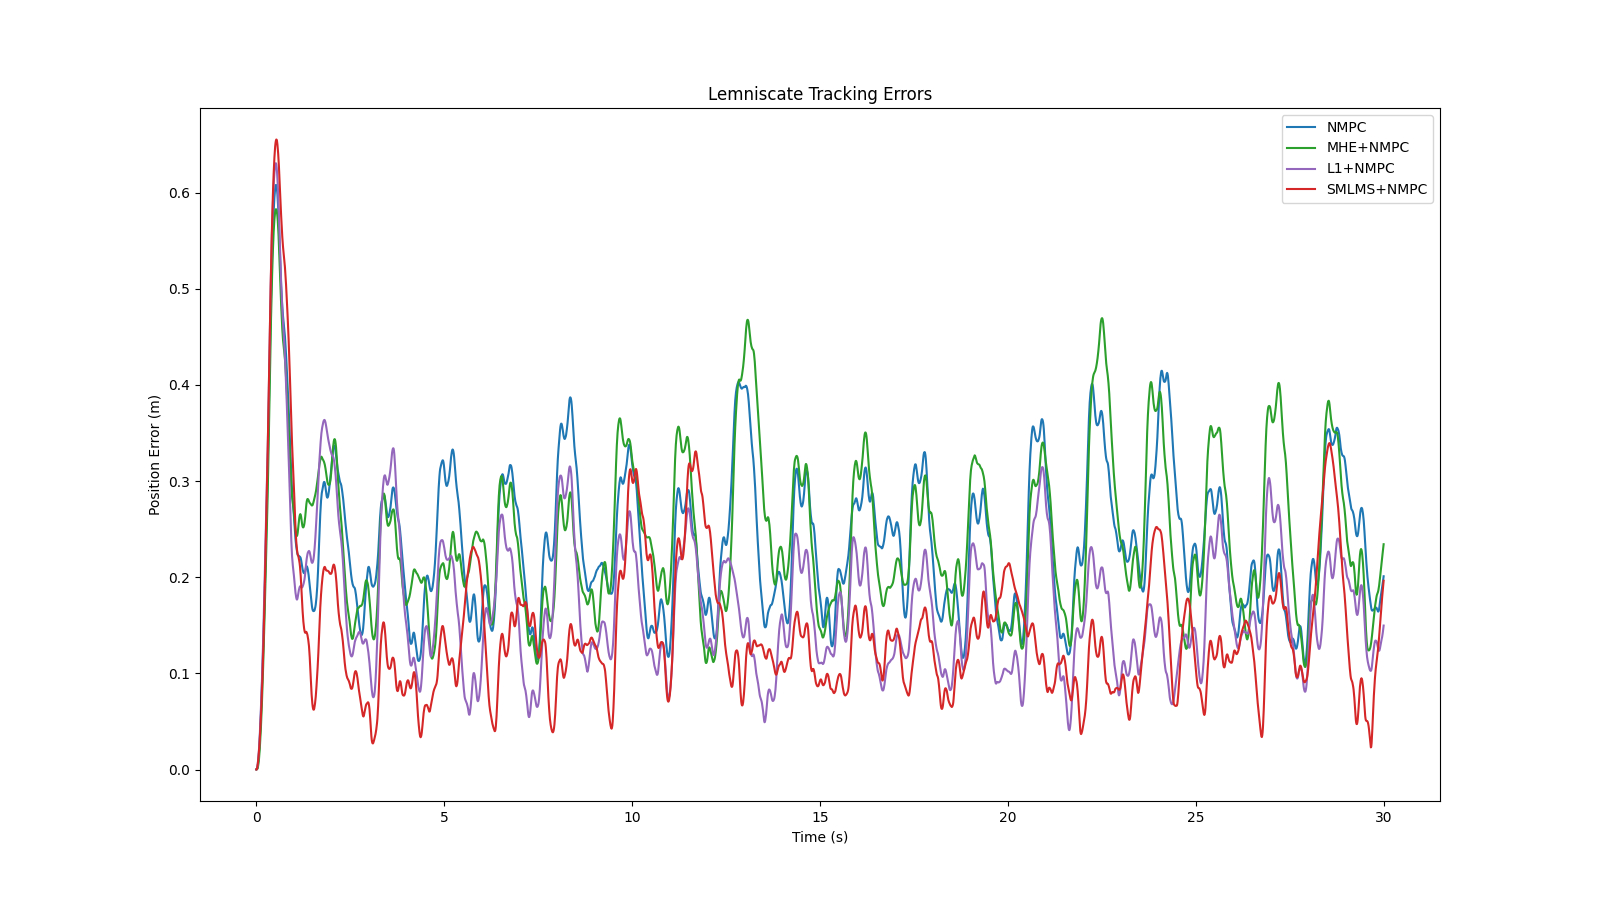 Lemniscate Tracking Errors
NMPC
MHE+NMPC
L1+NMPC
SMLMS+NMPC
Position Error (m)
0.6
0.5
0.4
0.3
0.2
0.1
0.0
0 5 10 15 20 25 30
Time (s)